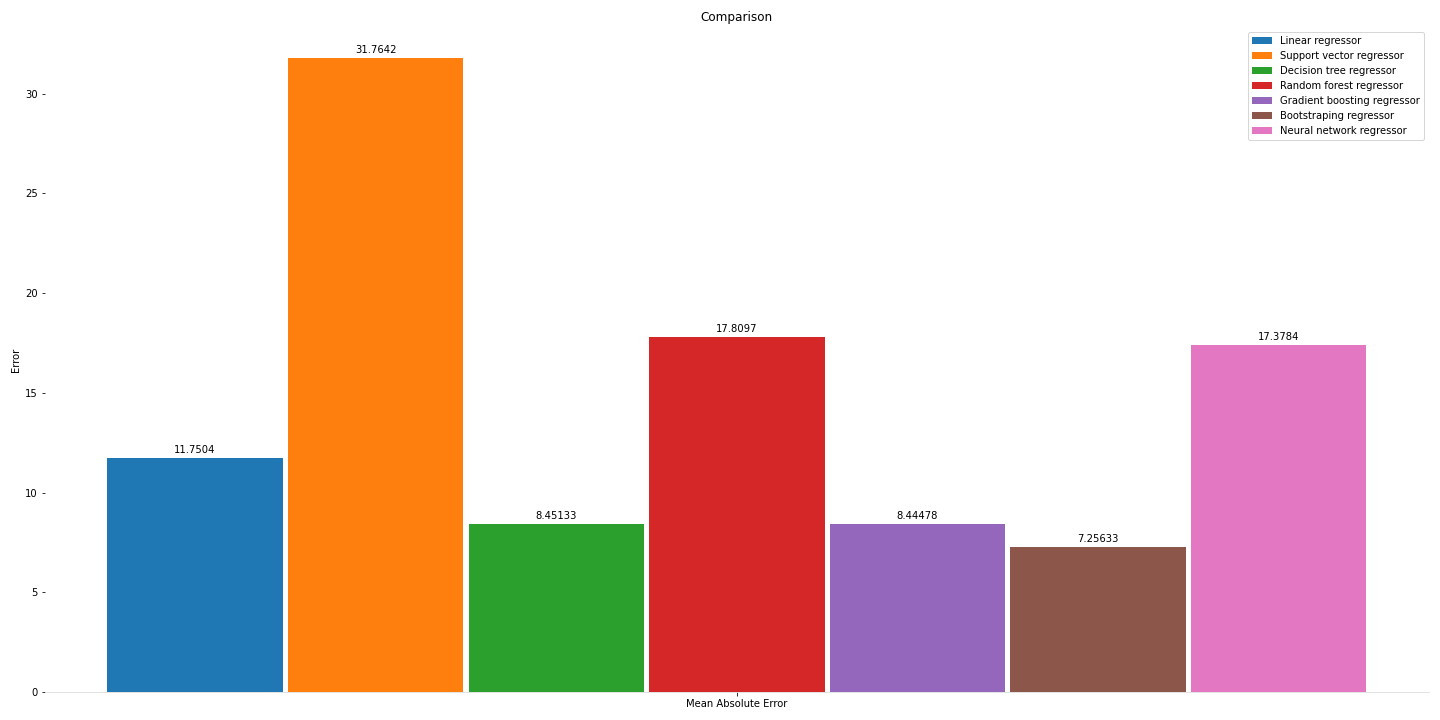 Comparison
Linear regressor
Support vector regressor
Decision tree regressor
Random forest regressor
Gradient boosting regressor
Bootstraping regressor
Neural network regressor
31.7642
17.8097
17.3784
11.7504
8.45133
8.44478
7.25633
30
25
20
15
10
5
0
Error
Mean Absolute Error